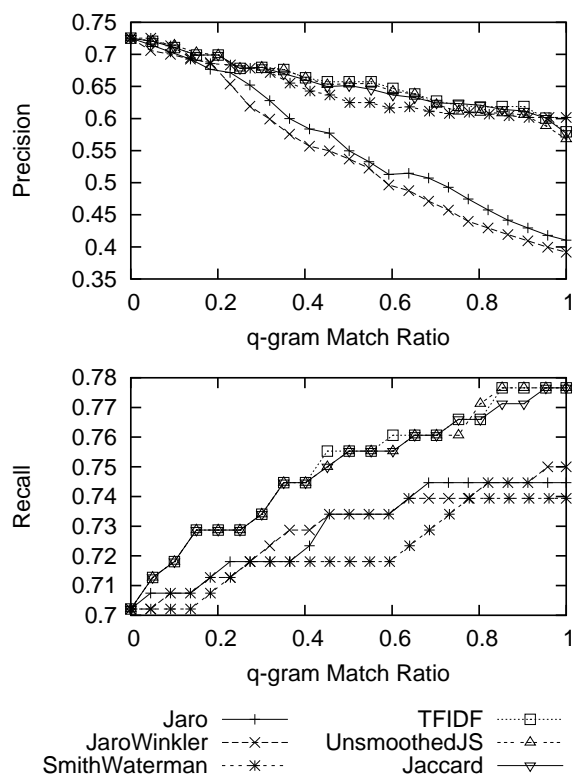 0.75
0.7
0.65
0.6
0.55
0.5
0.45
0.4
0.35
Precision
0 0.2 0.4 0.6 0.8 1
q-gram Match Ratio
0.78
0.77
0.76
0.75
0.74
0.73
0.72
0.71
0.7
Recall
0 0.2 0.4 0.6 0.8 1
q-gram Match Ratio
Jaro TFIDF
JaroWinkler UnsmoothedJS
SmithWaterman Jaccard